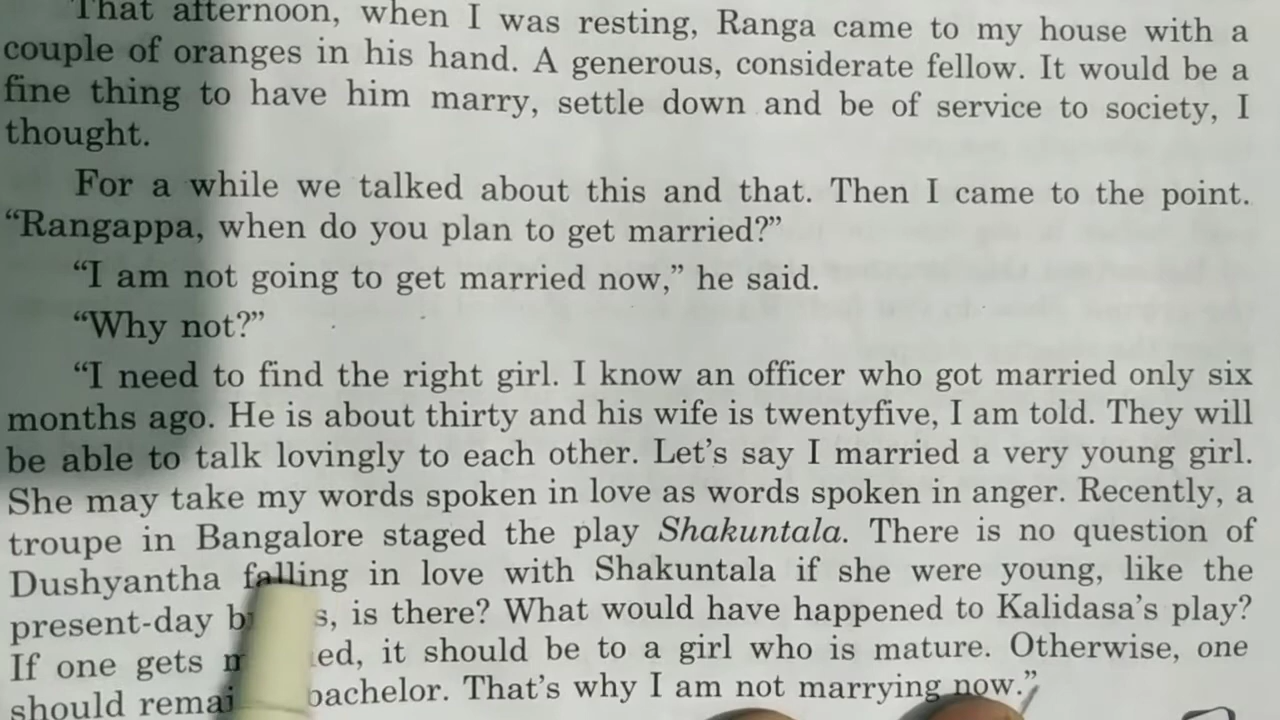 That afternoon, when I was resting, Ranga came to my house with a
couple of oranges in his hand. A generous, considerate fellow. It would be a
fine thing to have him marry, settle down and be of service to society, I
thought.
For a while we talked about this and that. Then I came to the point.
“Rangappa, when do you plan to get married?”
“I am not going to get married now,” he said.
“Why not?”
“I need to find the right girl. I know an officer who got married only six
months ago. He is about thirty and his wife is twentyfive, I am told. They will
be able to talk lovingly to each other. Let’s say I married a very young girl.
She may take my words spoken in love as words spoken in anger. Recently, a
troupe in Bangalore staged the play Shakuntala. There is no question of
Dushyantha falling in love with Shakuntala if she were young, like the
present-day is there? What would have happened to Kalidasa’s play?
If one gets it should be to a girl who is mature. Otherwise, one
should bachelor. That’s why I am not marrying now.”